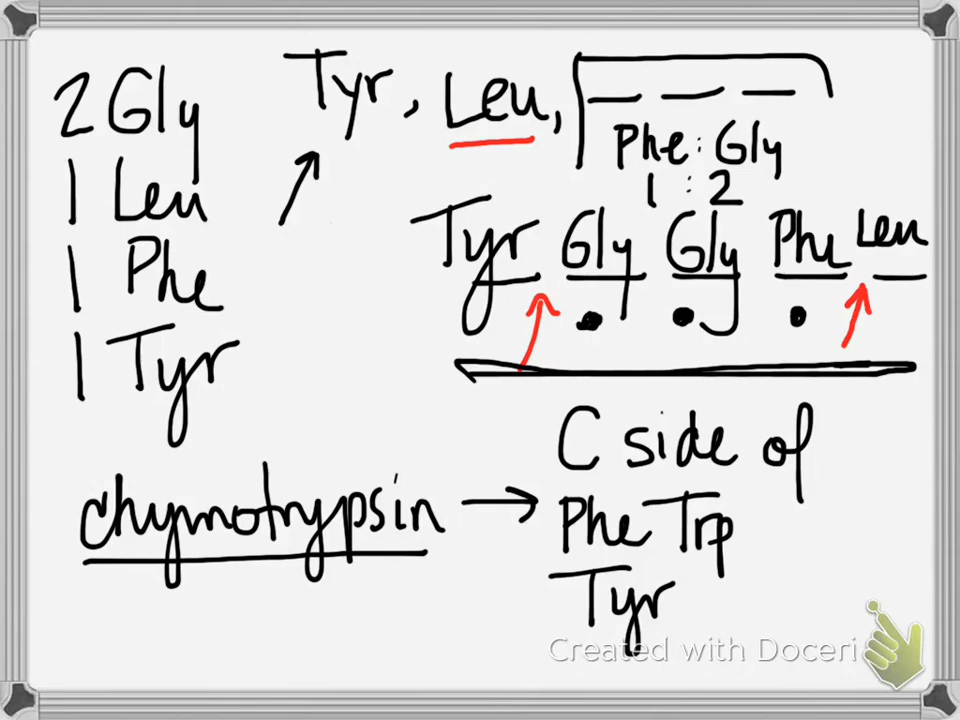 2 Gly
1 Leu
1 Phe
1 Tyr
Tyr, Leu,
Phe : Gly
1 : 2
Tyr Gly Gly Phe Leu
chymotrypsin → C side of
Phe Trp
Tyr
Created with Doceri